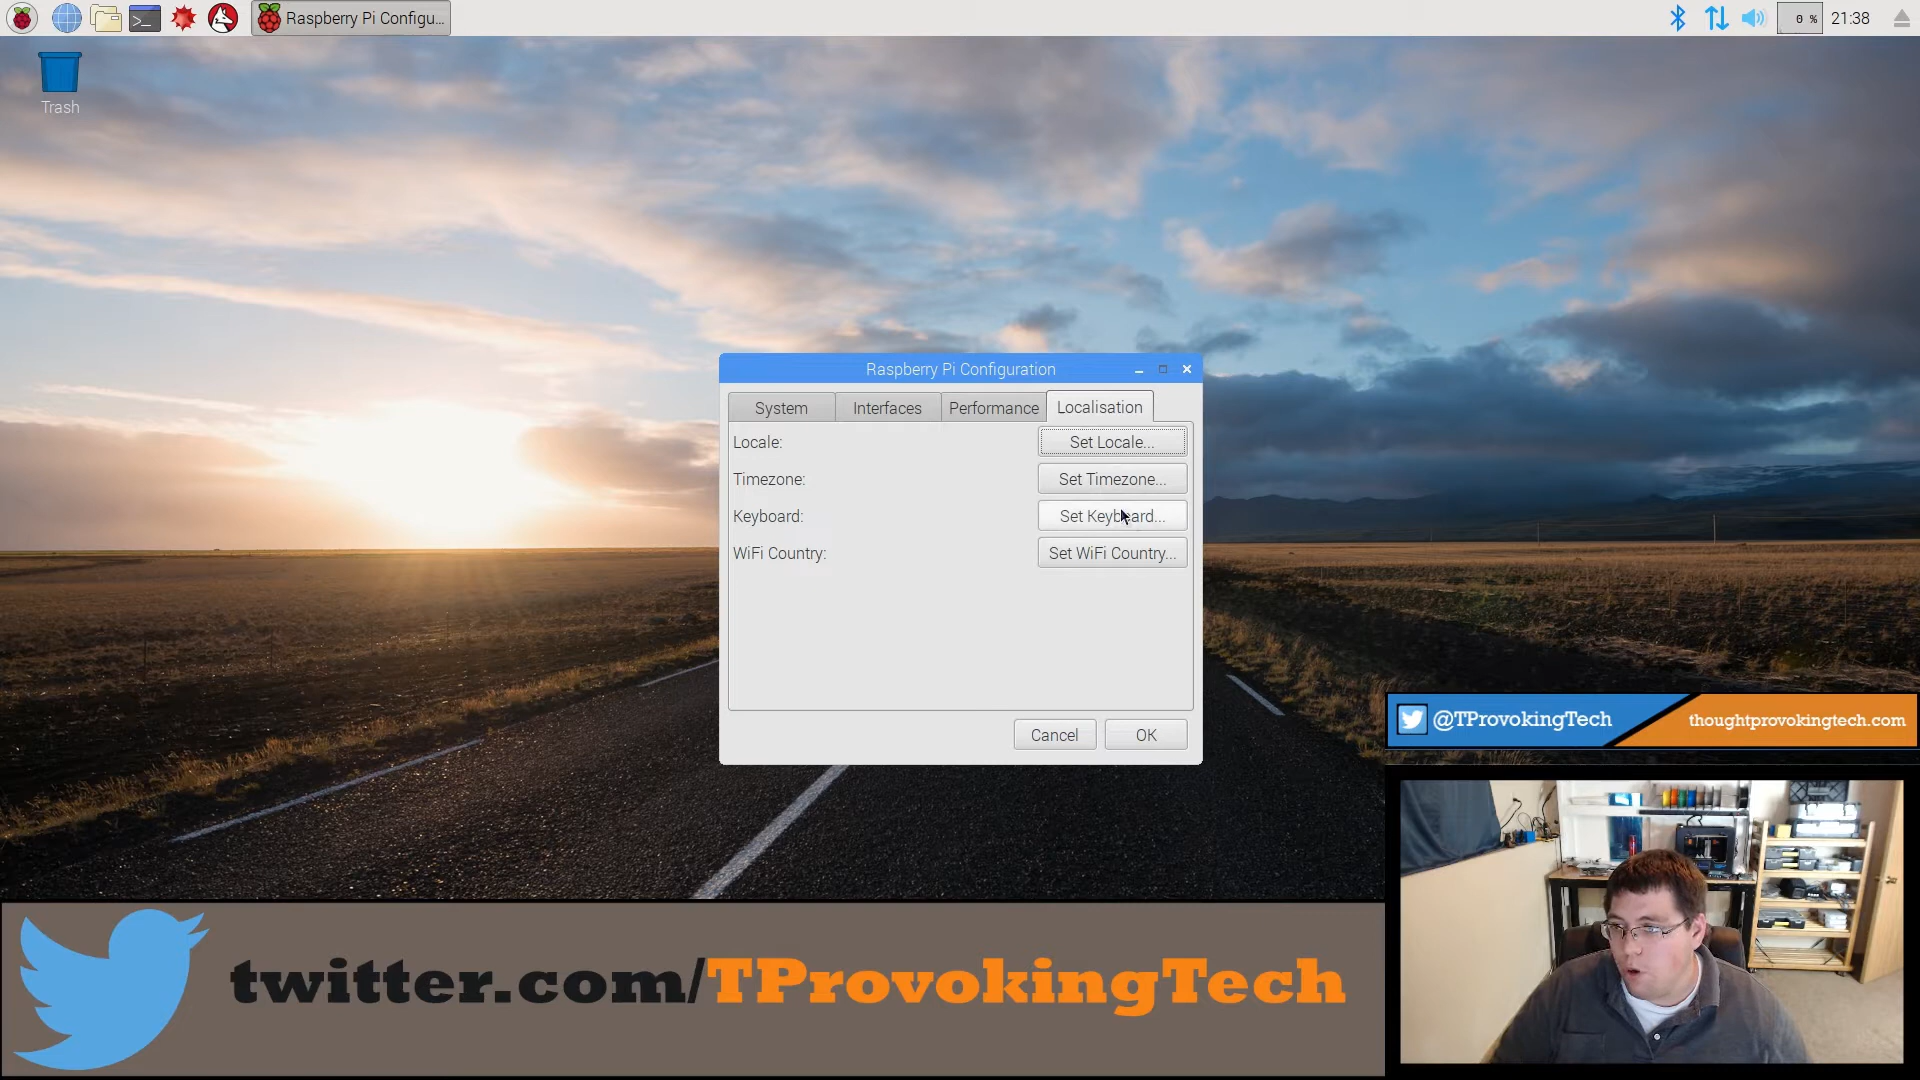 Raspberry Pi Configu...
0 %
21:38
Trash
Raspberry Pi Configuration
System
Interfaces
Performance
Localisation
Locale:
Set Locale...
Timezone:
Set Timezone...
Keyboard:
Set Keyboard...
WiFi Country:
Set WiFi Country...
Cancel
OK
@TProvokingTech
thoughtprovokingtech.com
twitter.com/TProvokingTech